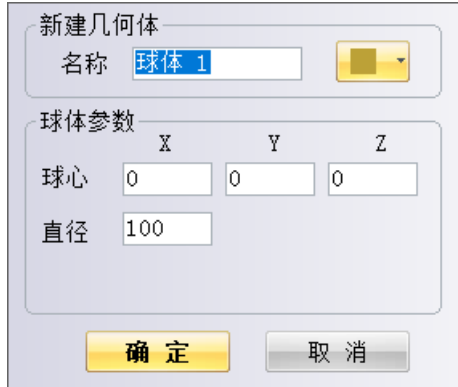 新建几何体
名称 球体 1
球体参数
X Y Z
球心 0 0 0
直径 100
确 定 取 消